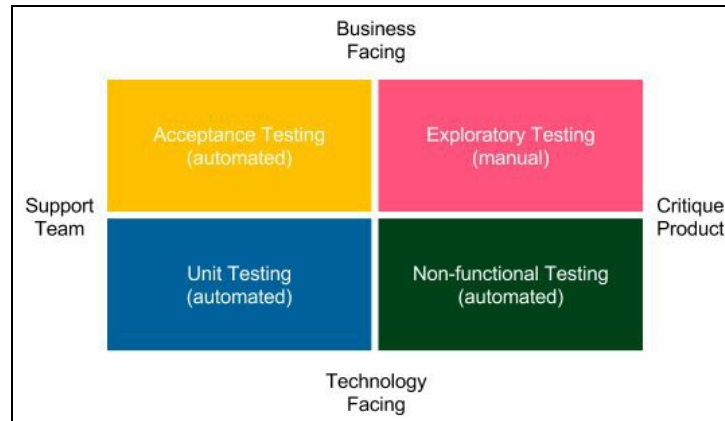 Business
Facing
Acceptance Testing
(automated)
Exploratory Testing
(manual)
Support
Team
Critique
Product
Unit Testing
(automated)
Non-functional Testing
(automated)
Technology
Facing